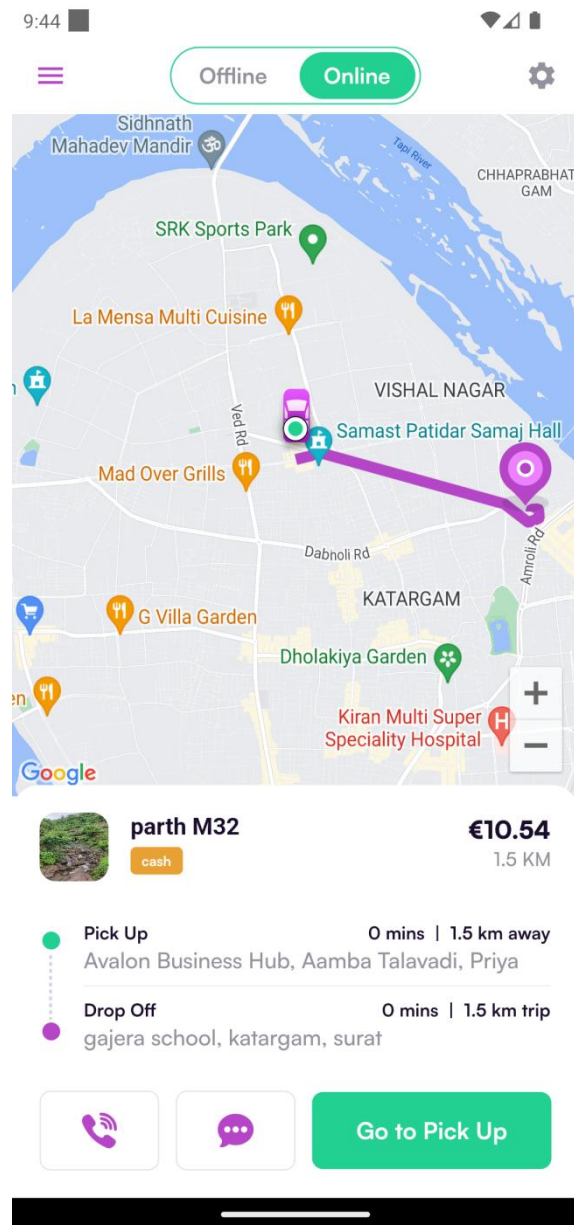 9:44
Offline
Online
Sidhnath
Mahadev Mandir
Tapi River
CHHAPRABHAT
GAM
SRK Sports Park
La Mensa Multi Cuisine
VISHAL NAGAR
Ved Rd
Samast Patidar Samaj Hall
Mad Over Grills
Dabnoli Rd
Amroli Rd
KATARGAM
G Villa Garden
Dholakiya Garden
en
Kiran Multi Super
Speciality Hospital
H
+
−
Google
parth M32
€10.54
cash
1.5 KM
Pick Up
0 mins | 1.5 km away
Avalon Business Hub, Aamba Talavadi, Priya
Drop Off
0 mins | 1.5 km trip
gajera school, katargam, surat
Go to Pick Up